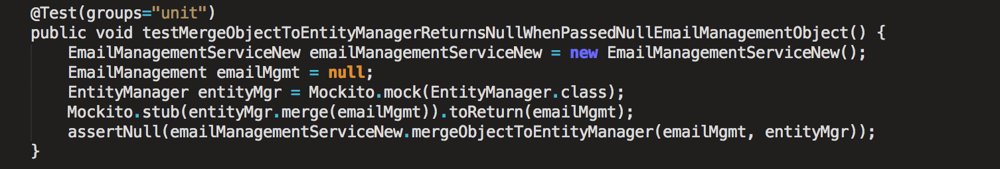 @Test(groups="unit")
public void testMergeObjectToEntityManagerReturnsNullWhenPassedNullEmailManagementObject() {
    EmailManagementServiceNew emailManagementServiceNew = new EmailManagementServiceNew();
    EmailManagement emailMgmt = null;
    EntityManager entityMgr = Mockito.mock(EntityManager.class);
    Mockito.stub(entityMgr.merge(emailMgmt)).toReturn(emailMgmt);
    assertNull(emailManagementServiceNew.mergeObjectToEntityManager(emailMgmt, entityMgr));
}